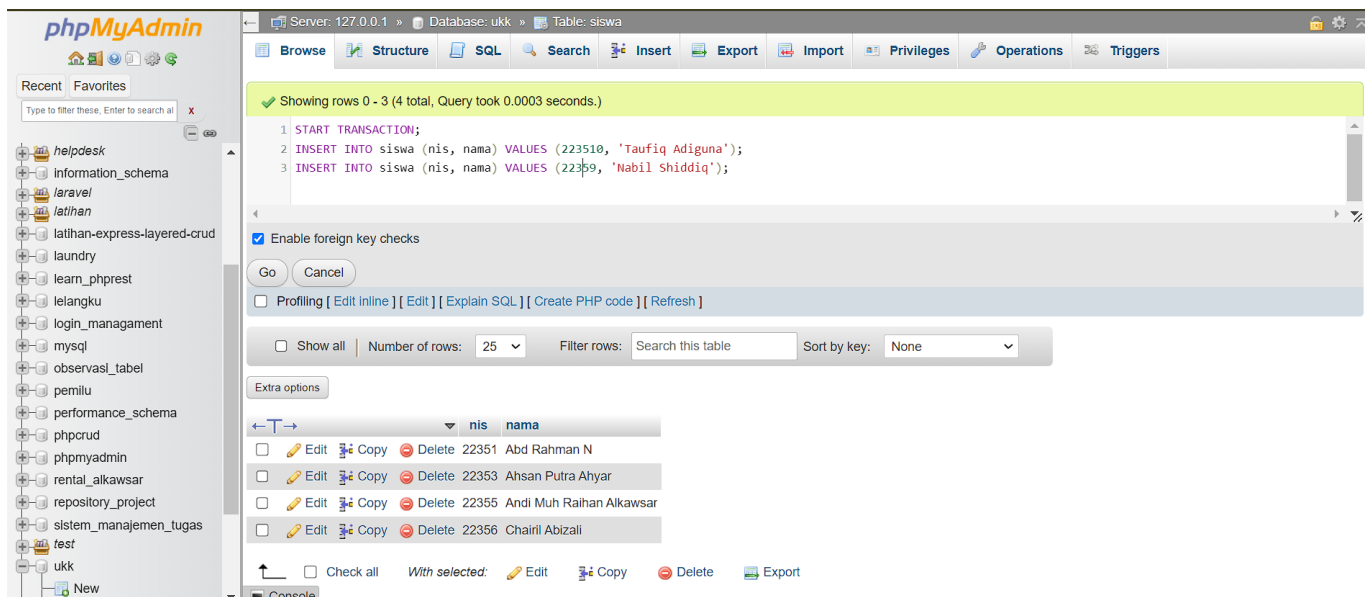 phpMyAdmin
Recent Favorites
Type to filter these, Enter to search al X
helpdesk
information_schema
laravel
latihan
latihan-express-layered-crud
laundry
learn_phprest
lelangku
login_managament
mysql
observasi_tabel
pemilu
performance_schema
phpcrud
phpmyadmin
rental_alkawsar
repository_project
sistem_manajemen_tugas
test
ukk
New
Server: 127.0.0.1 » Database: ukk » Table: siswa
Browse Structure SQL Search Insert Export Import Privileges Operations Triggers
Showing rows 0 - 3 (4 total, Query took 0.0003 seconds.)
1 START TRANSACTION;
2 INSERT INTO siswa (nis, nama) VALUES (223510, 'Taufiq Adiguna');
3 INSERT INTO siswa (nis, nama) VALUES (22359, 'Nabil Shiddiq');
Enable foreign key checks
Go Cancel
Profiling [ Edit inline ] [ Edit ] [ Explain SQL ] [ Create PHP code ] [ Refresh ]
Show all | Number of rows: 25 Filter rows: Search this table Sort by key: None
Extra options
←T→ nis nama
Edit Copy Delete 22351 Abd Rahman N
Edit Copy Delete 22353 Ahsan Putra Ahyar
Edit Copy Delete 22355 Andi Muh Raihan Alkawsar
Edit Copy Delete 22356 Chairil Abizali
Check all With selected: Edit Copy Delete Export
Console